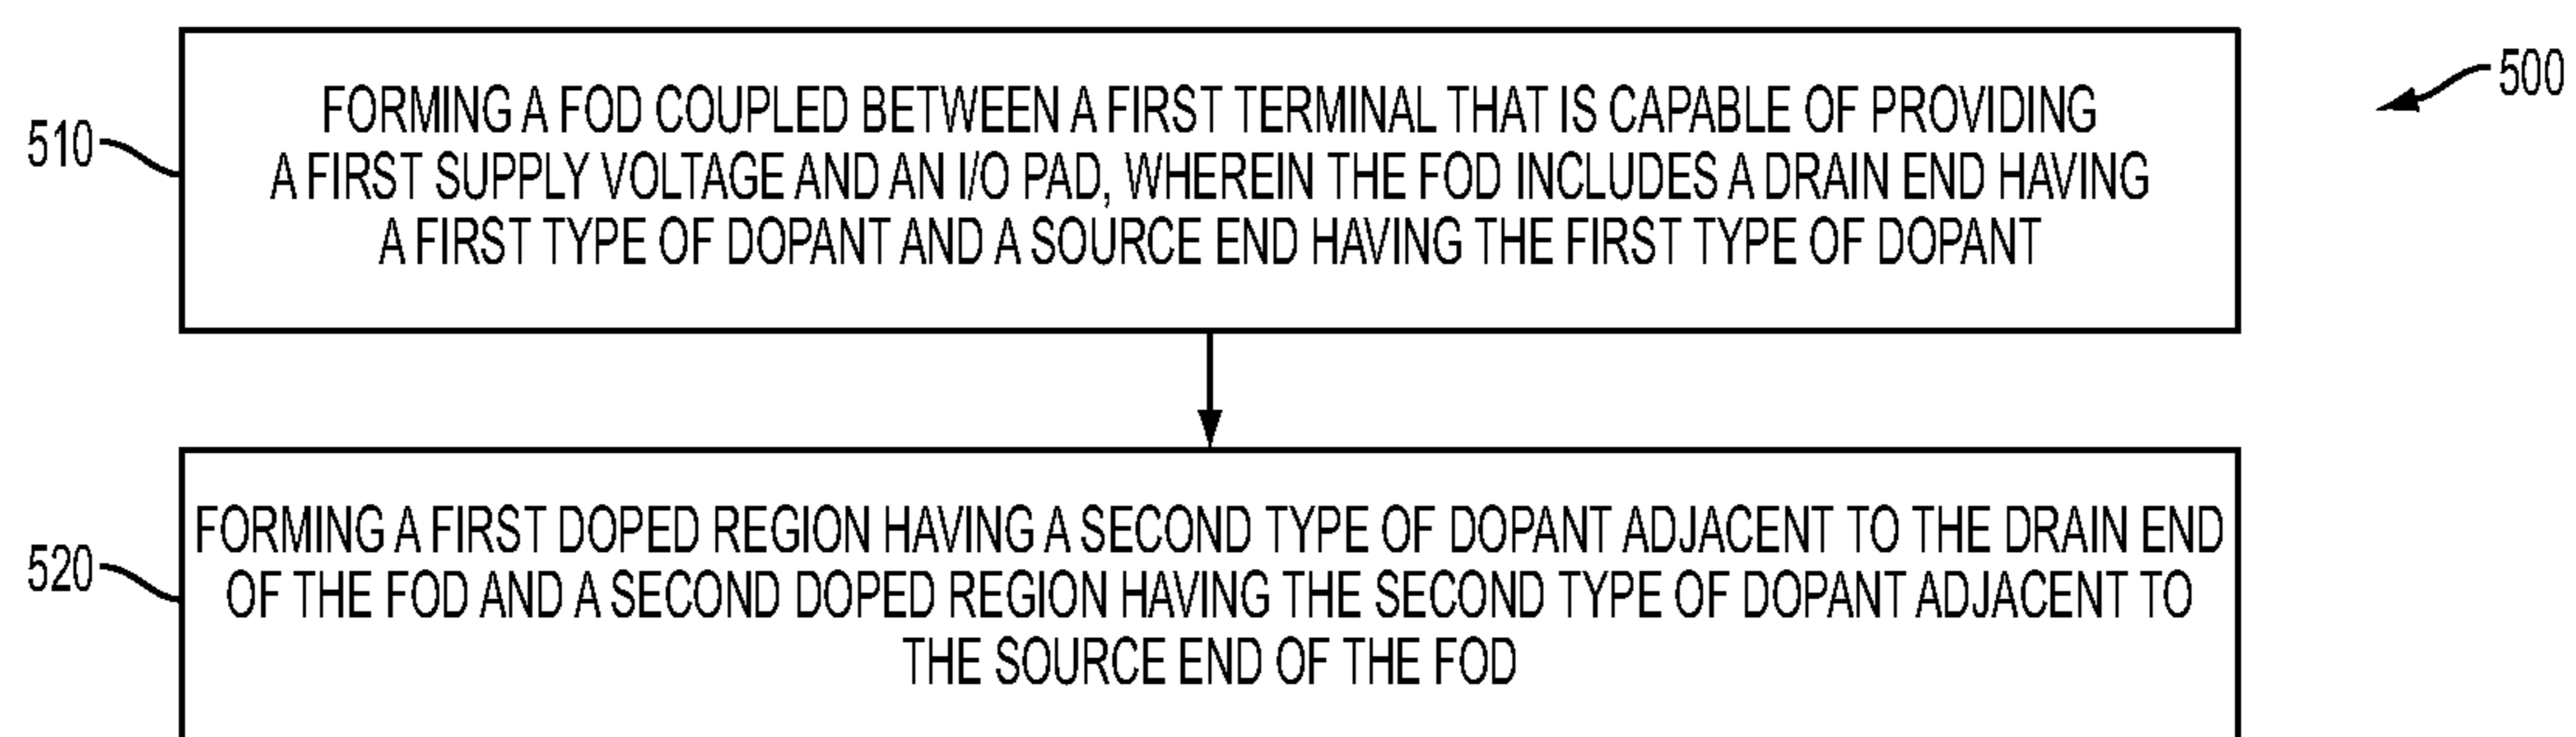 500
510
FORMING A FOD COUPLED BETWEEN A FIRST TERMINAL THAT IS CAPABLE OF PROVIDING
A FIRST SUPPLY VOLTAGE AND AN I/O PAD, WHEREIN THE FOD INCLUDES A DRAIN END HAVING
A FIRST TYPE OF DOPANT AND A SOURCE END HAVING THE FIRST TYPE OF DOPANT
520
FORMING A FIRST DOPED REGION HAVING A SECOND TYPE OF DOPANT ADJACENT TO THE DRAIN END
OF THE FOD AND A SECOND DOPED REGION HAVING THE SECOND TYPE OF DOPANT ADJACENT TO
THE SOURCE END OF THE FOD